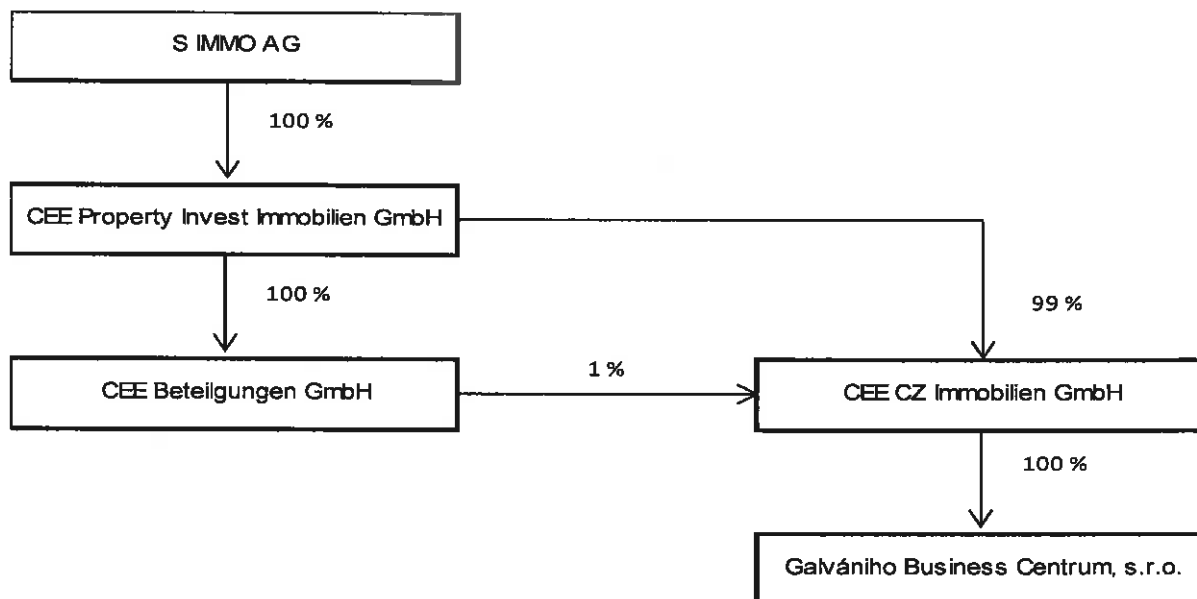 S IMMO AG
100 %
CEE Property Invest Immobilien GmbH
100 %
99 %
CEE Beteilgungen GmbH
1 %
CEE CZ Immobilien GmbH
100 %
Galvániho Business Centrum, s.r.o.